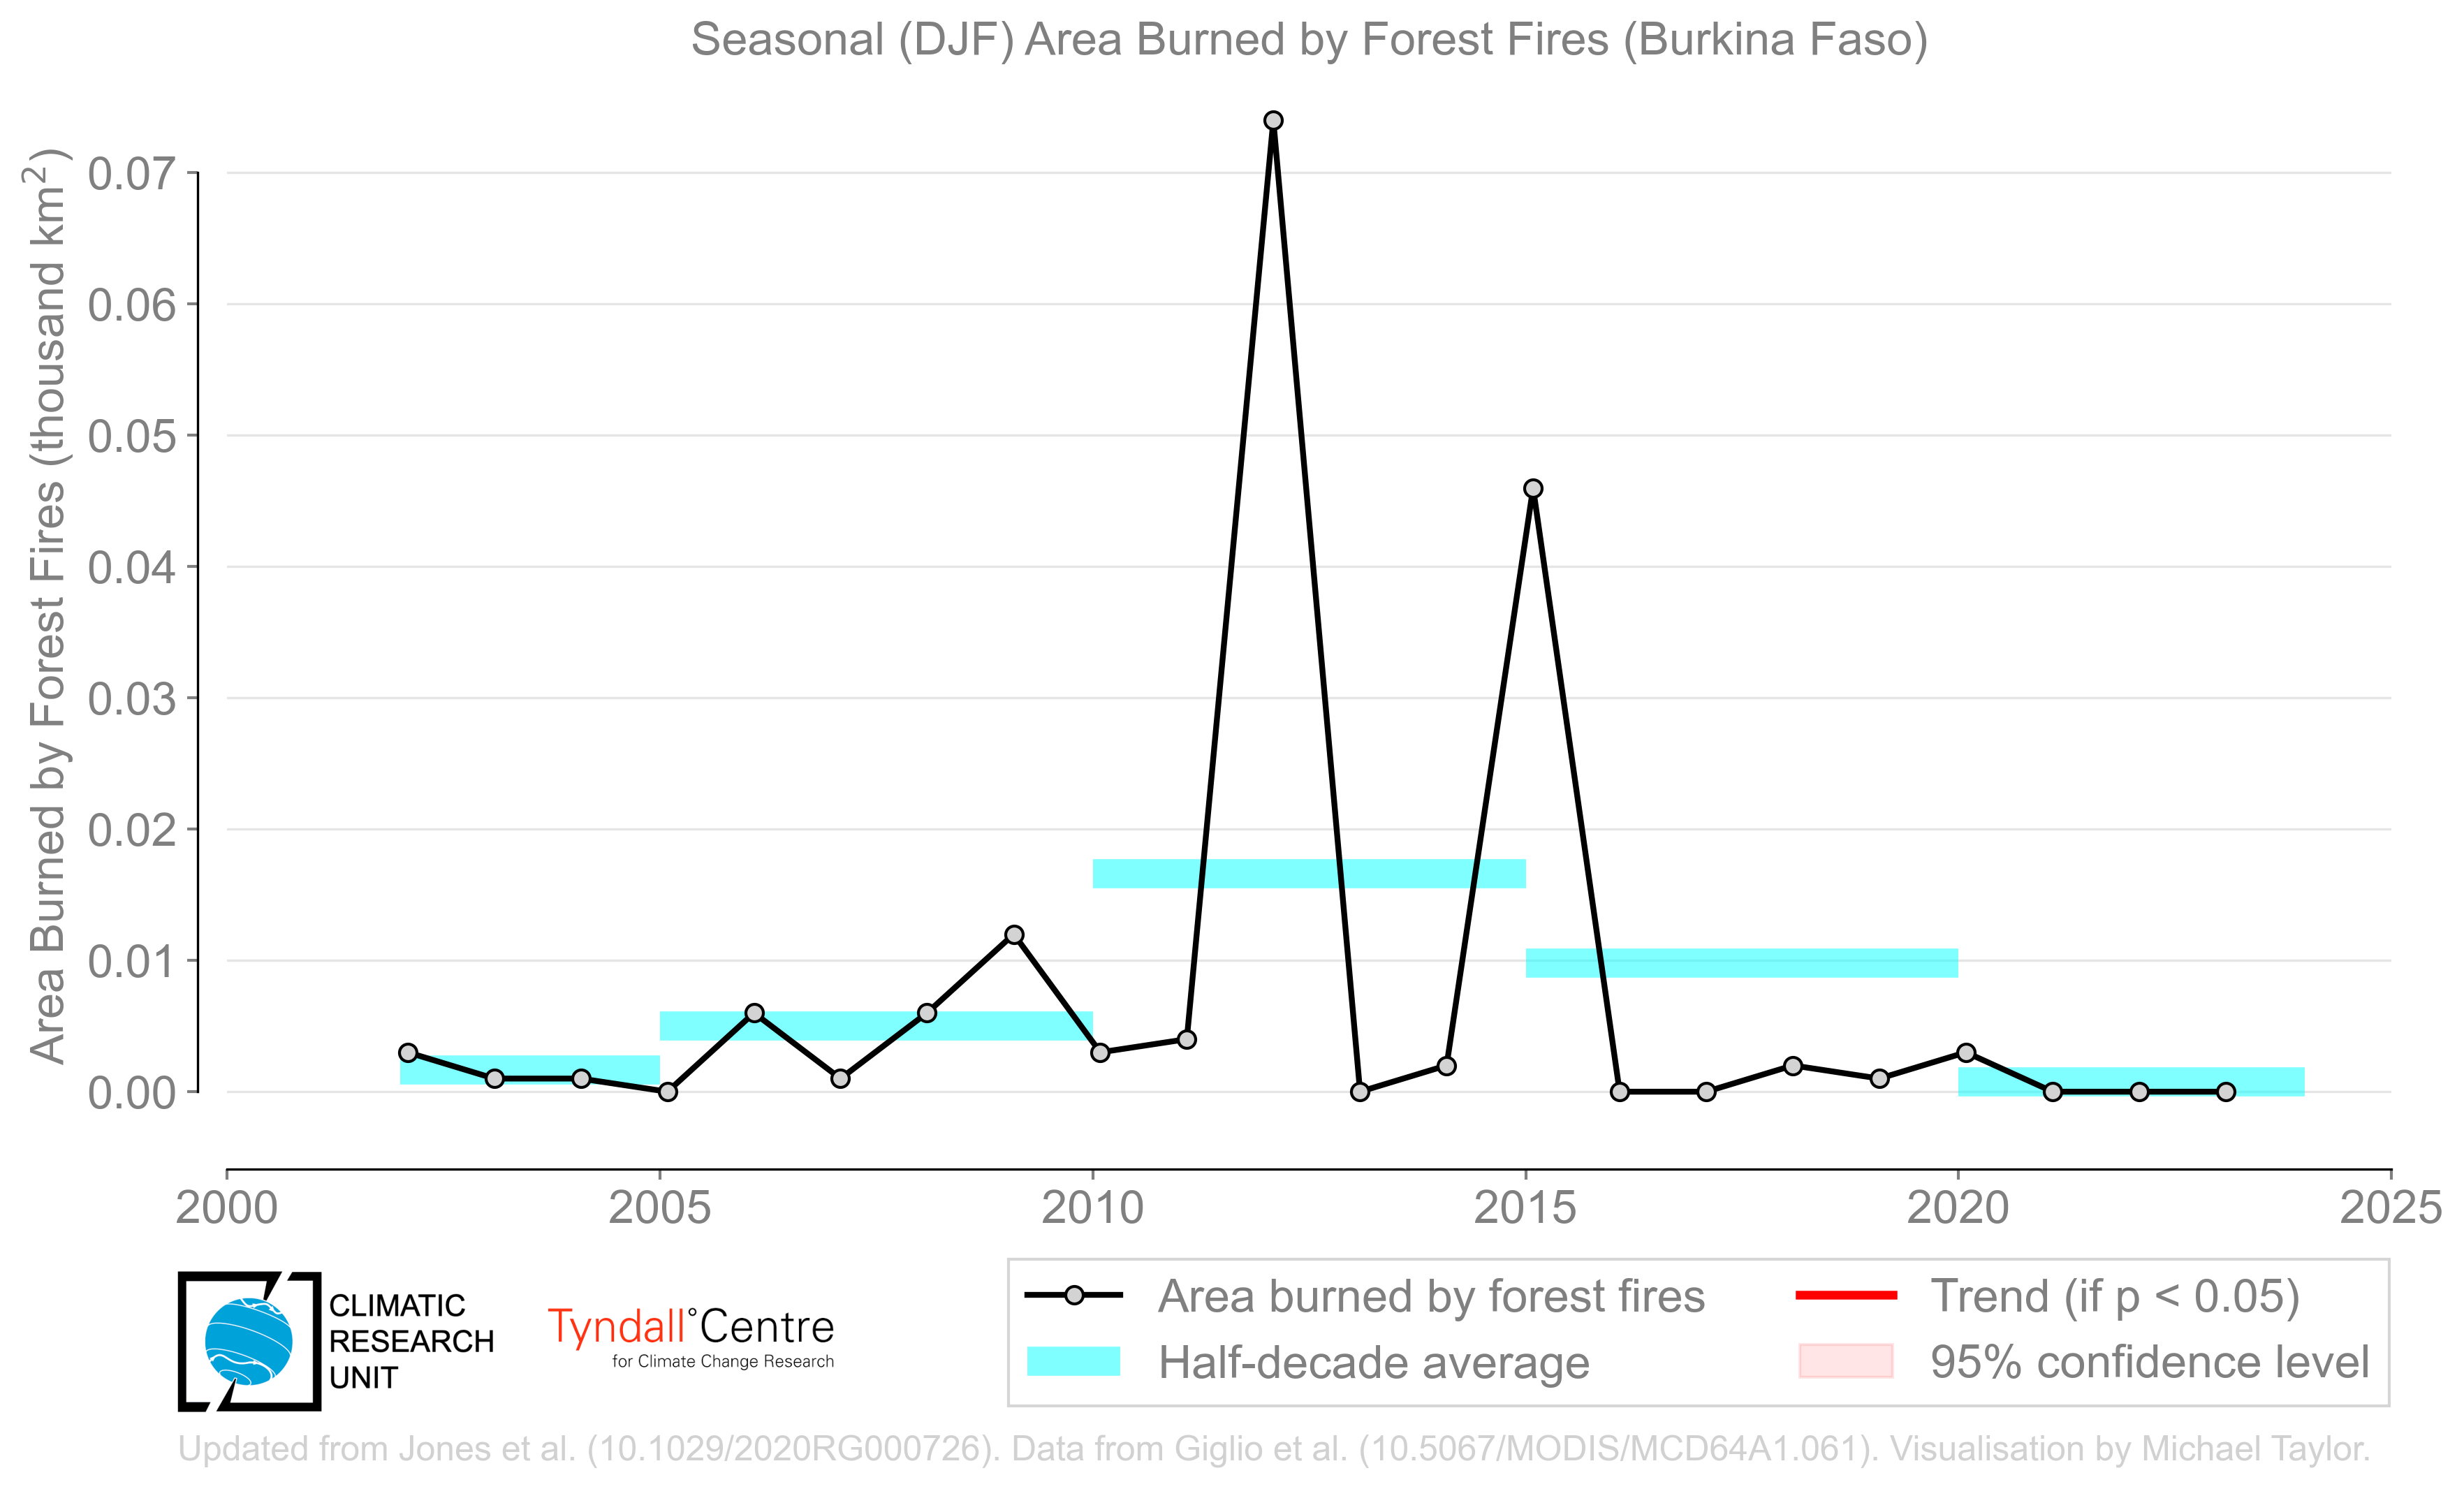 Seasonal (DJF) Area Burned by Forest Fires (Burkina Faso)
Area Burned by Forest Fires (thousand km²)
0.07
0.06
0.05
0.04
0.03
0.02
0.01
0.00
2000 2005 2010 2015 2020 2025
Area burned by forest fires
Half-decade average
Trend (if p < 0.05)
95% confidence level
CLIMATIC
RESEARCH
UNIT
Tyndall°Centre
for Climate Change Research
Updated from Jones et al. (10.1029/2020RG000726). Data from Giglio et al. (10.5067/MODIS/MCD64A1.061). Visualisation by Michael Taylor.